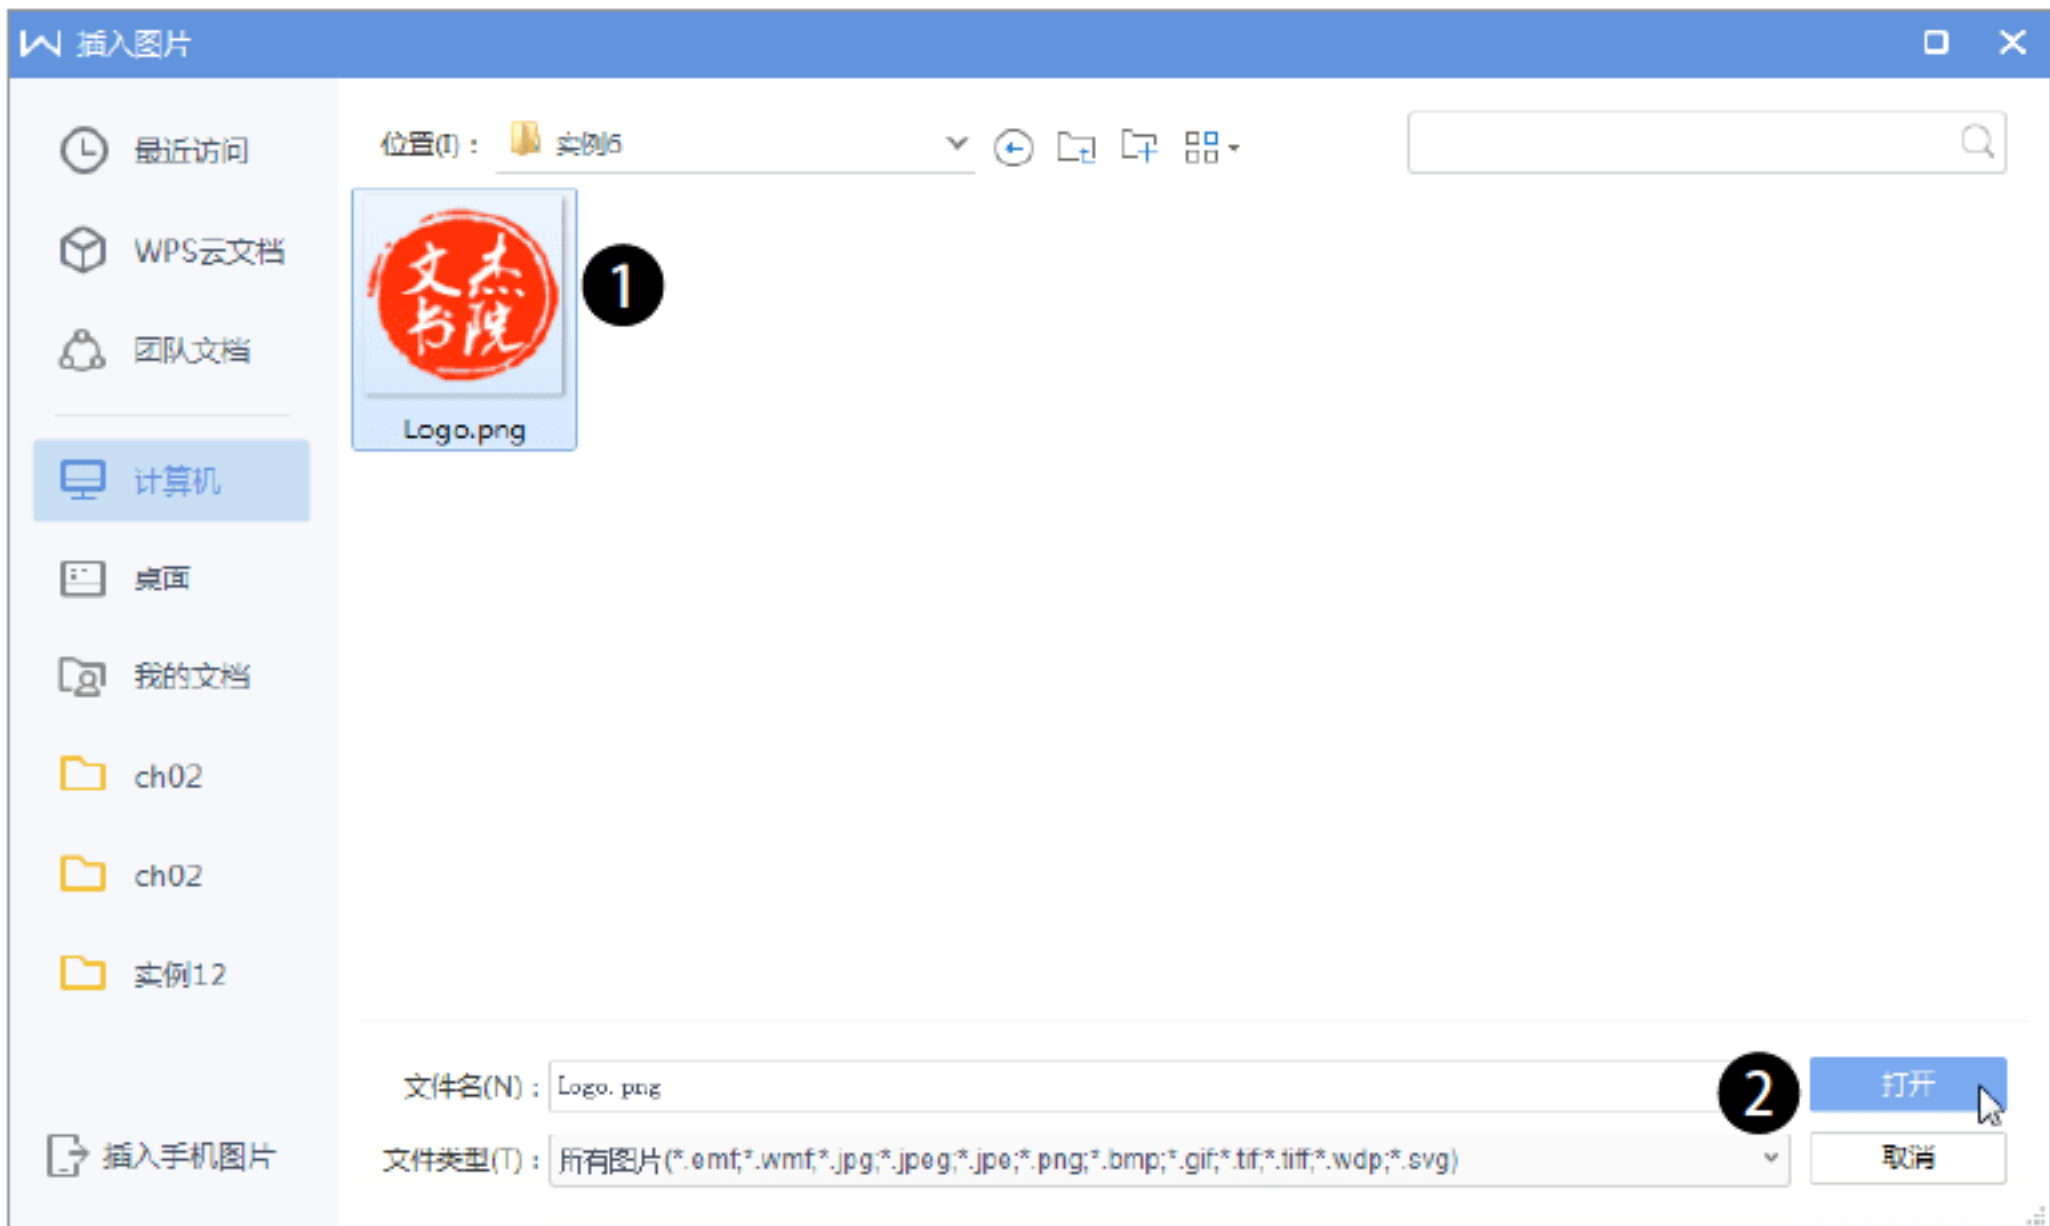 插入图片
最近访问
WPS云文档
团队文档
计算机
桌面
我的文档
ch02
ch02
实例12
插入手机图片
位置(I)： 实例6
文杰
书院
Logo.png
1
文件名(N)：Logo. png
2
打开
文件类型(T)：所有图片(*.emf;*.wmf;*.jpg;*.jpeg;*.jpe;*.png;*.bmp;*.gif;*.tif;*.tiff;*.wdp;*.svg)
取消